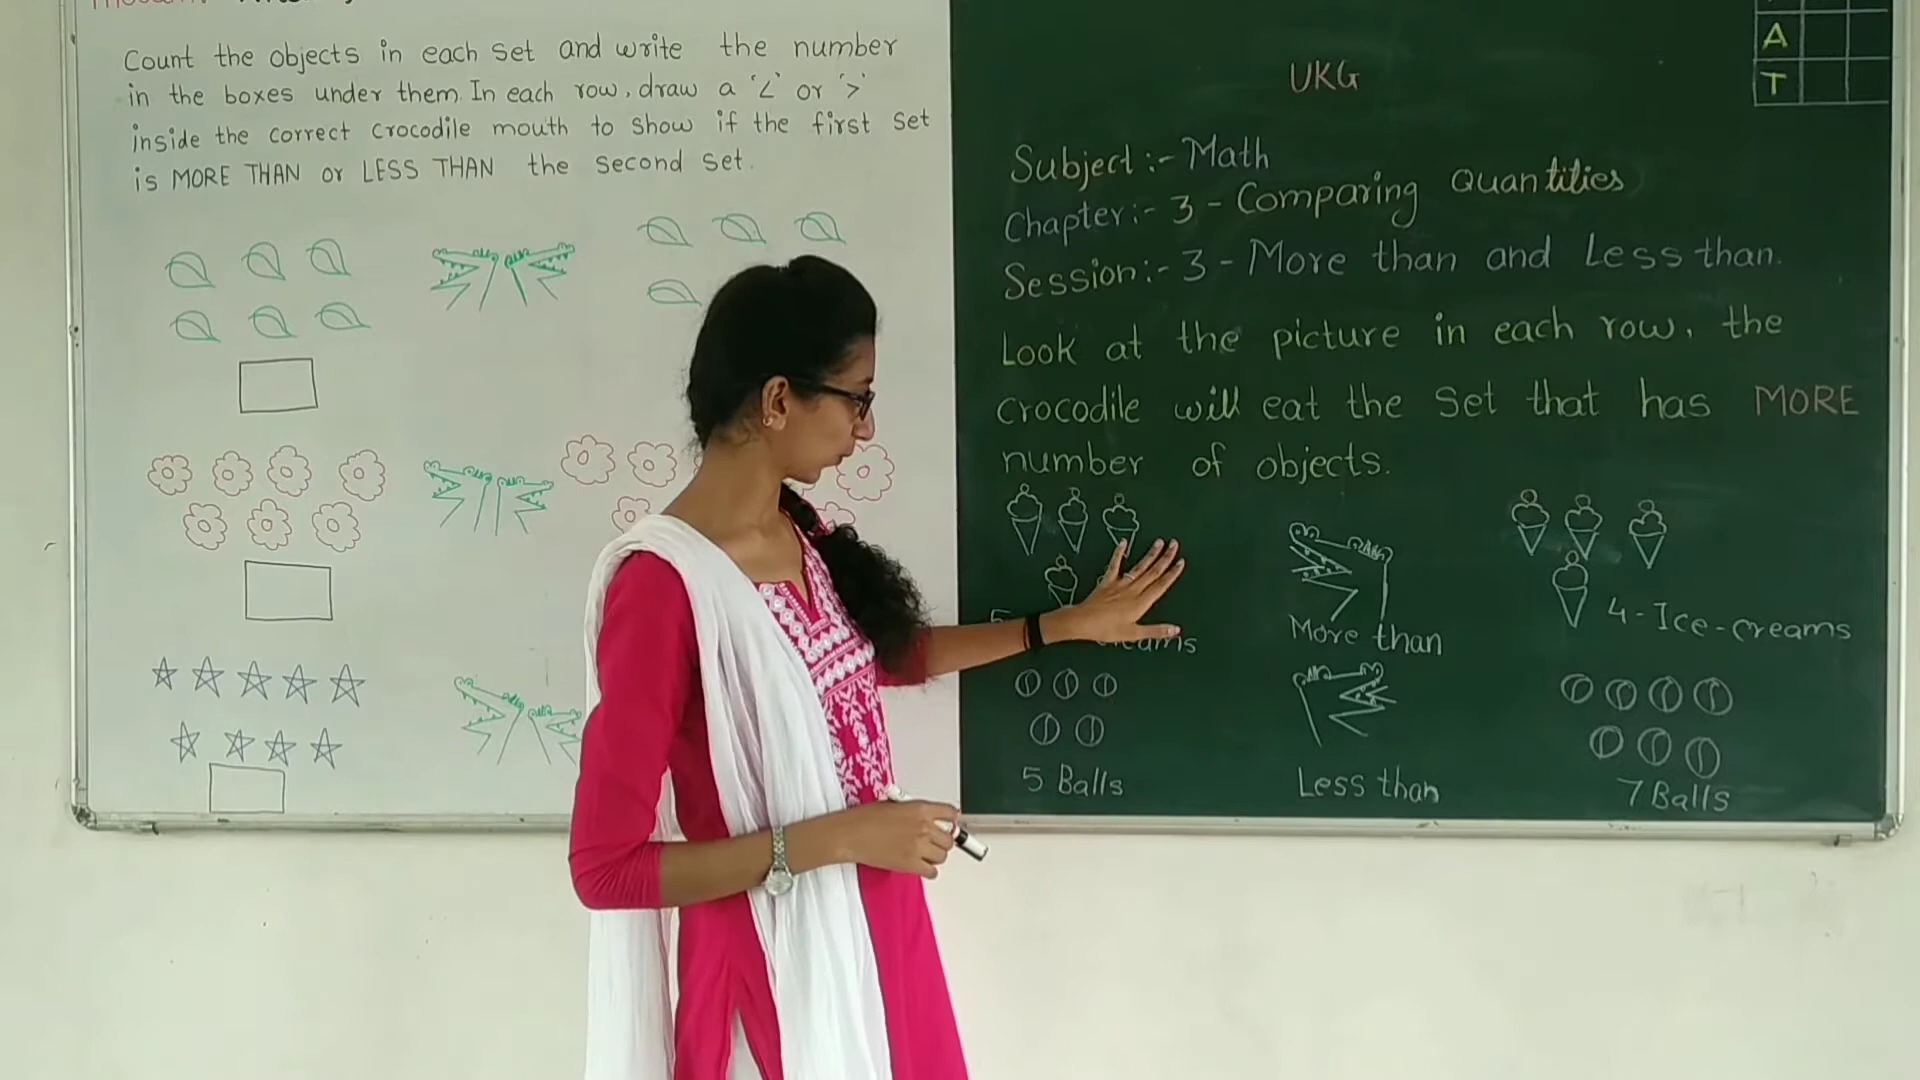 Count the objects in each set and write the number
in the boxes under them. In each row, draw a '<' or '>'
inside the correct crocodile mouth to show if the first set
is MORE THAN or LESS THAN the second set.
A
T
UKG
Subject:- Math
Chapter:- 3 - Comparing Quantities
Session:- 3 - More than and Less than.
Look at the picture in each row, the
crocodile will eat the set that has MORE
number of objects.
More than
4-Ice-creams
5 Balls
Less than
7 Balls